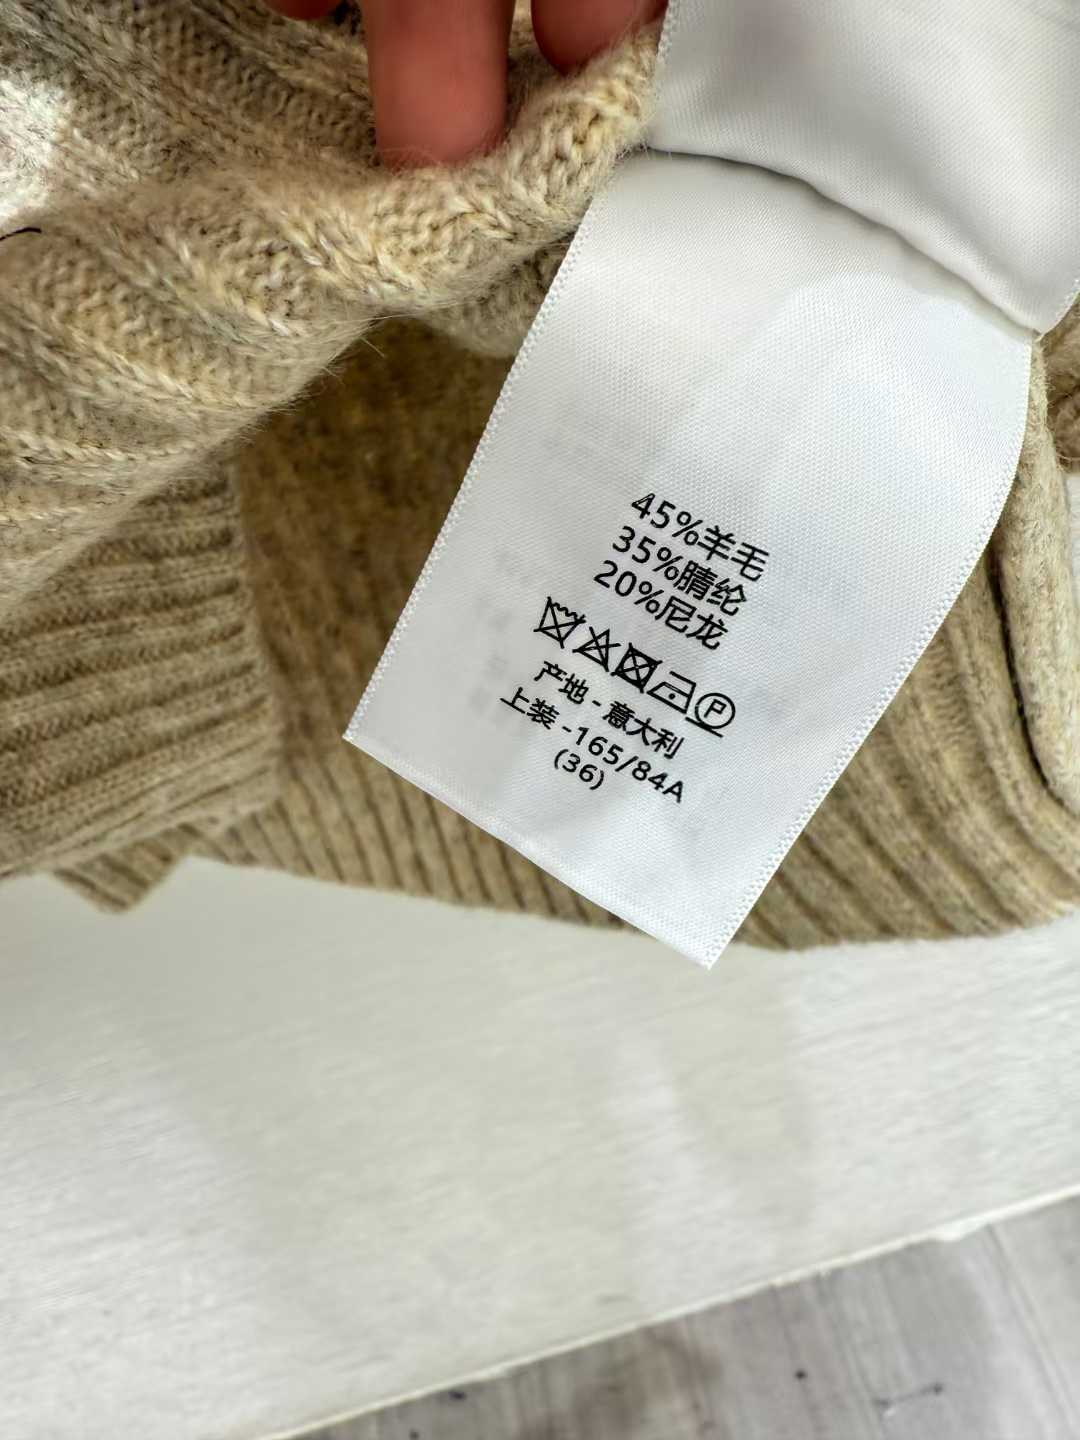 45%羊毛
35%腈纶
20%尼龙
P
产地 - 意大利
上装 -165/84A
(36)